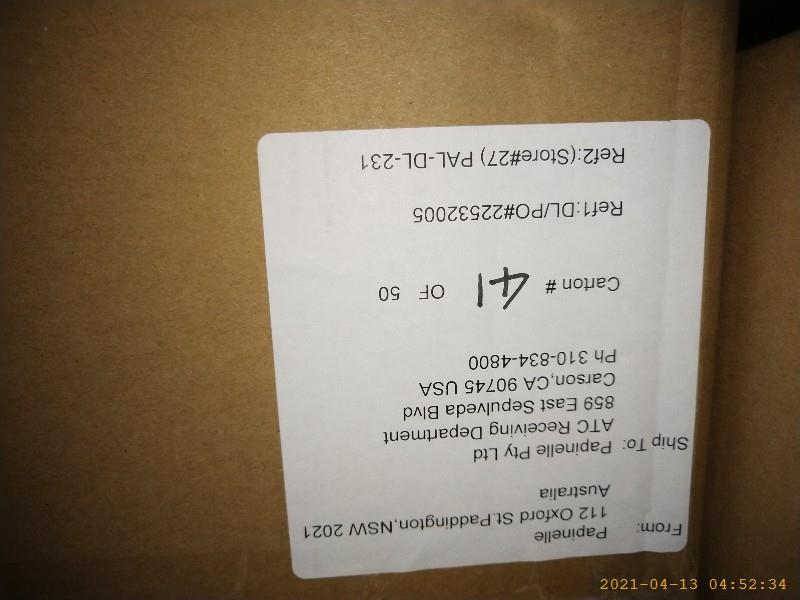 From: Papinelle
112 Oxford St.Paddington,NSW 2021
Australia
Ship To: Papinelle Pty Ltd
ATC Receiving Department
859 East Sepulveda Blvd
Carson,CA 90745 USA
Ph 310-834-4800
Carton # 41 OF 50
Ref1:DL/PO#22532005
Ref2:(Store#27) PAL-DL-231
2021-04-13 04:52:34